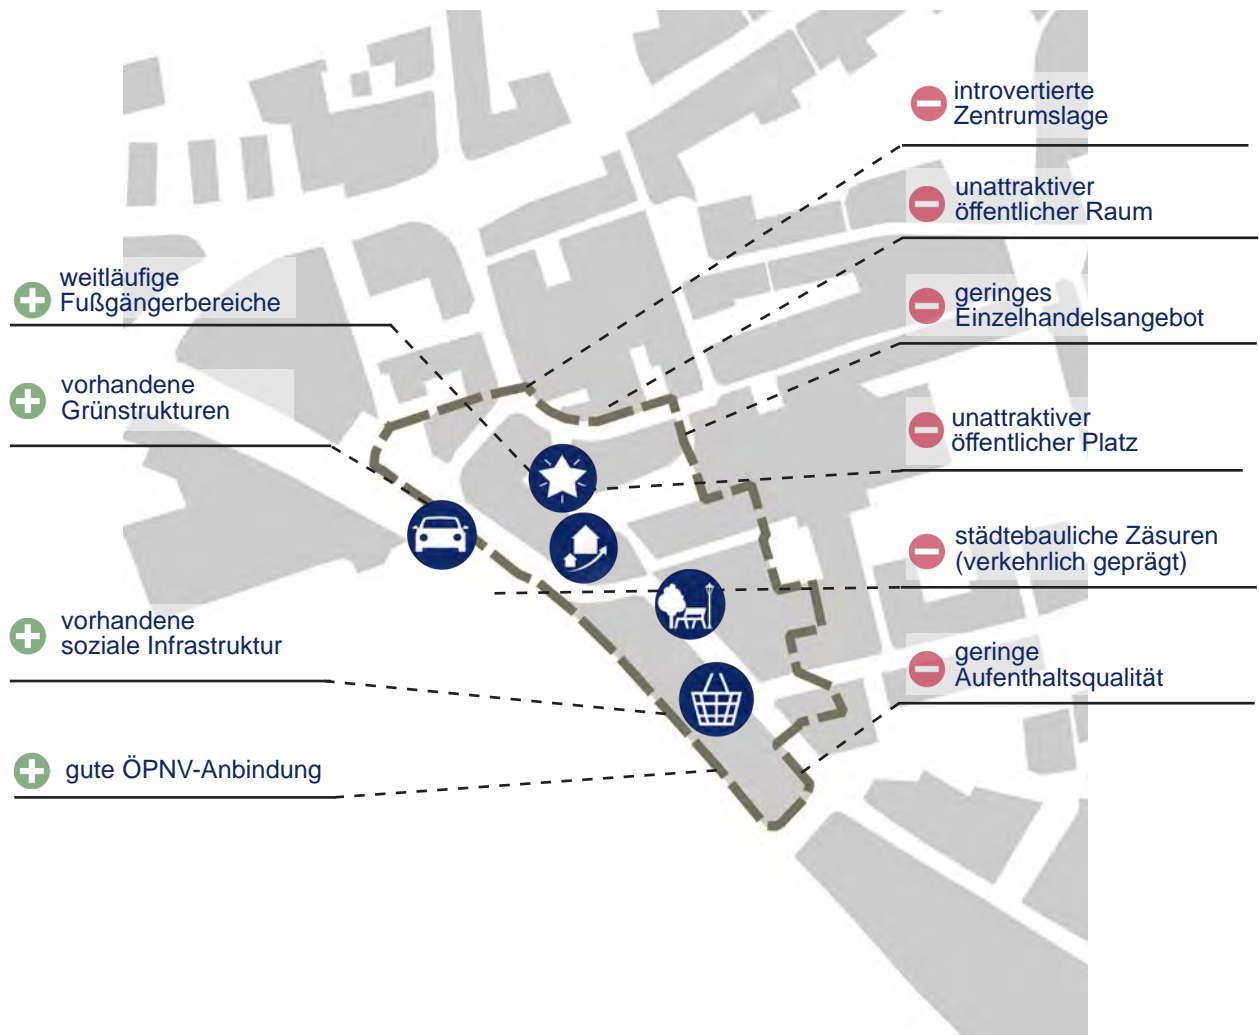 weitläufige
Fußgängerbereiche
vorhandene
Grünstrukturen
vorhandene
soziale Infrastruktur
gute ÖPNV-Anbindung
introvertierte
Zentrumslage
unattraktiver
öffentlicher Raum
geringes
Einzelhandelsangebot
unattraktiver
öffentlicher Platz
städtebauliche Zäsuren
(verkehrlich geprägt)
geringe
Aufenthaltsqualität